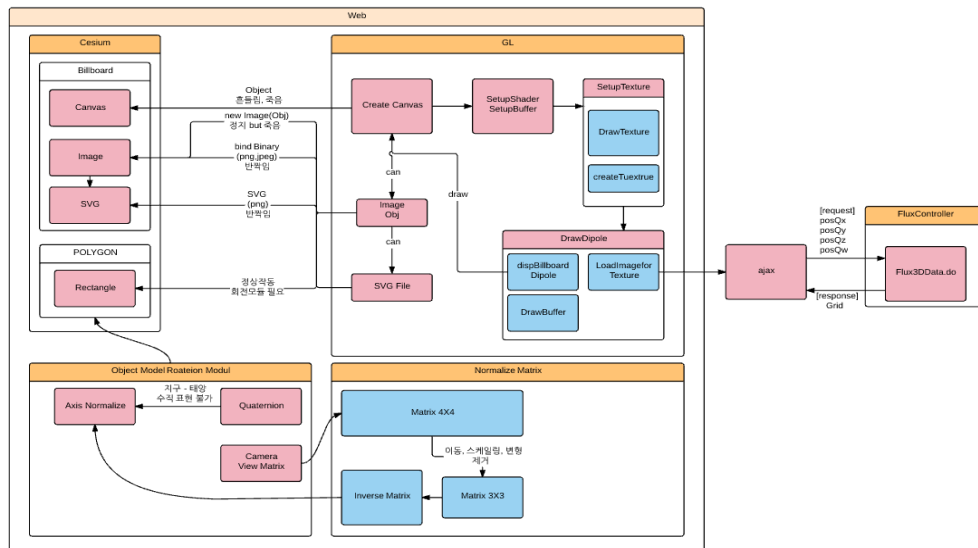 Web
Cesium
Billboard
Canvas
Image
SVG
POLYGON
Rectangle
Object
흔들림, 죽음
new Image(Obj)
정지 but 죽음
bind Binary
(png,jpeg)
반짝임
SVG
(png)
반짝임
정상작동
회전모듈 필요
GL
Create Canvas
can
Image
Obj
can
SVG File
draw
SetupShader
SetupBuffer
SetupTexture
DrawTexture
createTuextrue
DrawDipole
dispBillboard
Dipole
LoadImagefor
Texture
DrawBuffer
ajax
[request]
posQx
posQy
posQz
posQw
[response]
Grid
FluxController
Flux3DData.do
Object Model Roateion Modul
Axis Normalize
지구 - 태양
수직 표현 불가
Quaternion
Camera
View Matrix
Normalize Matrix
Matrix 4X4
이동, 스케일링, 변형
제거
Inverse Matrix
Matrix 3X3